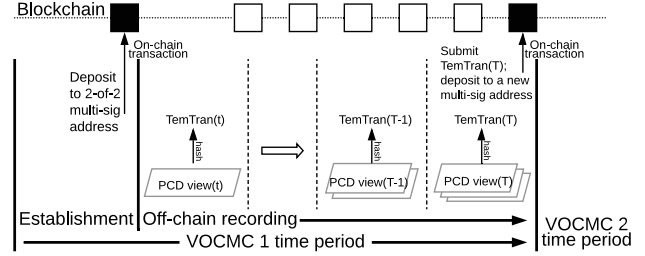 Blockchain
On-chain
transaction
Deposit
to 2-of-2
multi-sig
address
Submit
TemTran(T);
deposit to a new
multi-sig address
On-chain
transaction
TemTran(t)
hash
PCD view(t)
TemTran(T-1)
hash
PCD view(T-1)
TemTran(T)
hash
PCD view(T)
Establishment
Off-chain recording
VOCMC 1 time period
VOCMC 2
time period